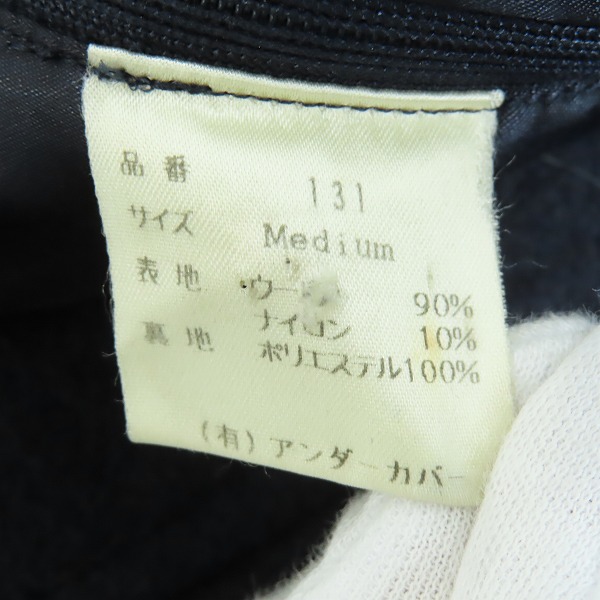 品番 131
サイズ Medium
表地 ウール 90%
ナイロン 10%
裏地 ポリエステル100%
(有)アンダーカバー